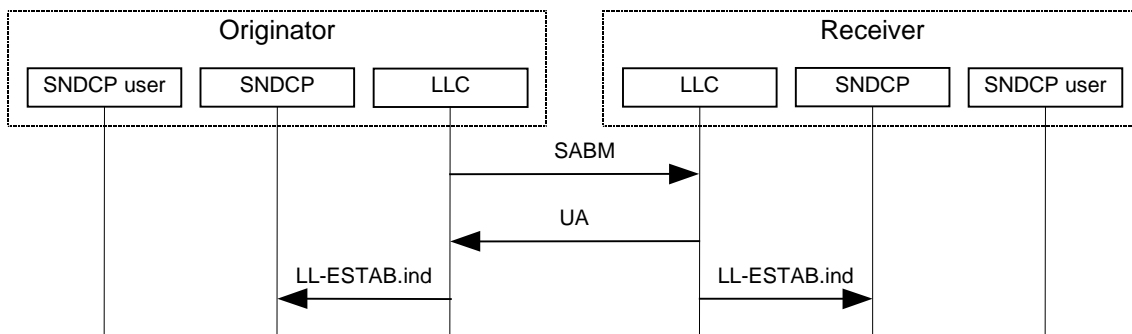 Originator
Receiver
SNDCP user
SNDCP
LLC
LLC
SNDCP
SNDCP user
SABM
UA
LL-ESTAB.ind
LL-ESTAB.ind